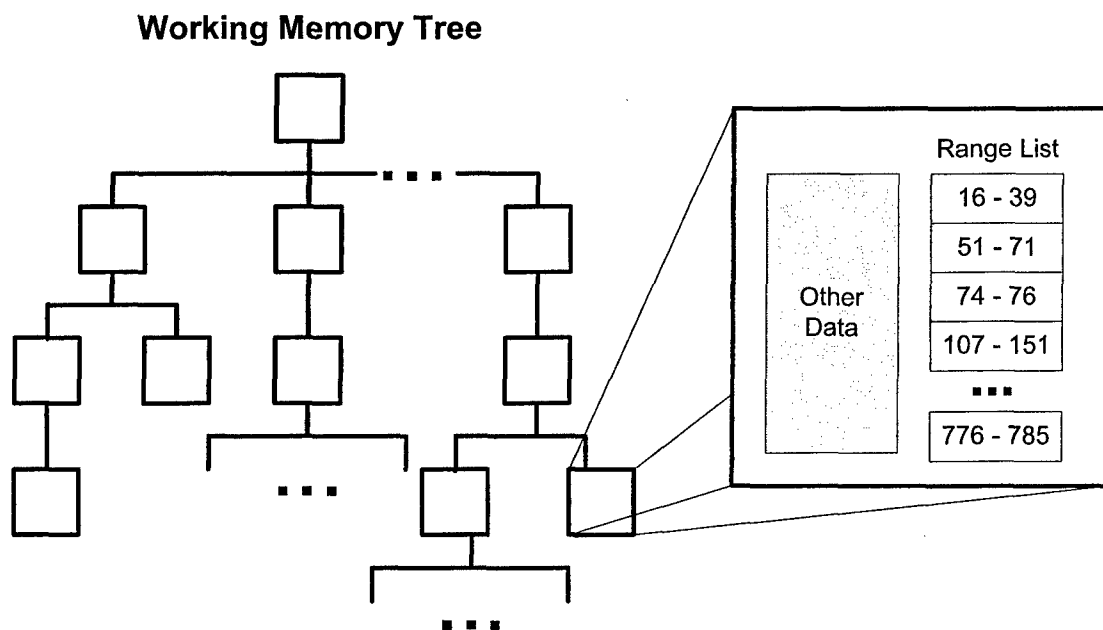 Working Memory Tree
Range List
16 - 39
51 - 71
74 - 76
107 - 151
776 - 785
Other
Data